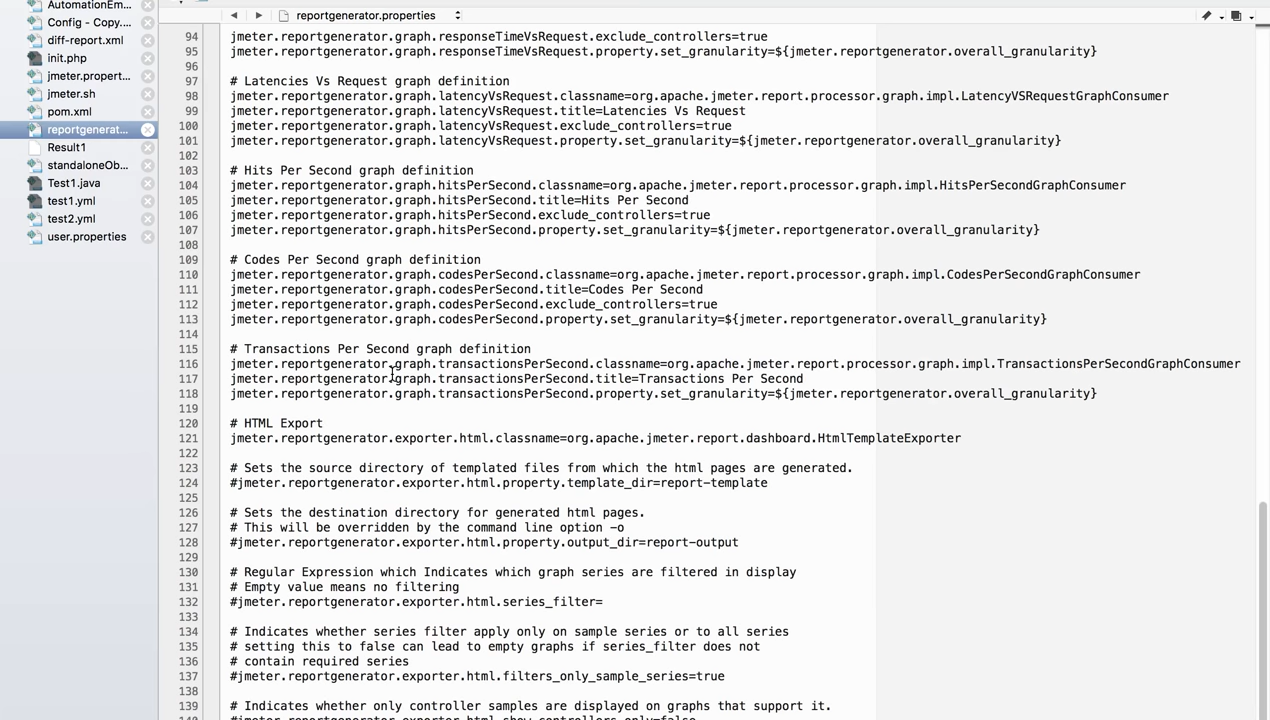 AutomationEm...
Config - Copy....
diff-report.xml
init.php
jmeter.propert...
jmeter.sh
pom.xml
reportgenerat...
Result1
standaloneOb...
Test1.java
test1.yml
test2.yml
user.properties
reportgenerator.properties
94 jmeter.reportgenerator.graph.responseTimeVsRequest.exclude_controllers=true
95 jmeter.reportgenerator.graph.responseTimeVsRequest.property.set_granularity=${jmeter.reportgenerator.overall_granularity}
96
97 # Latencies Vs Request graph definition
98 jmeter.reportgenerator.graph.latencyVsRequest.classname=org.apache.jmeter.report.processor.graph.impl.LatencyVSRequestGraphConsumer
99 jmeter.reportgenerator.graph.latencyVsRequest.title=Latencies Vs Request
100 jmeter.reportgenerator.graph.latencyVsRequest.exclude_controllers=true
101 jmeter.reportgenerator.graph.latencyVsRequest.property.set_granularity=${jmeter.reportgenerator.overall_granularity}
102
103 # Hits Per Second graph definition
104 jmeter.reportgenerator.graph.hitsPerSecond.classname=org.apache.jmeter.report.processor.graph.impl.HitsPerSecondGraphConsumer
105 jmeter.reportgenerator.graph.hitsPerSecond.title=Hits Per Second
106 jmeter.reportgenerator.graph.hitsPerSecond.exclude_controllers=true
107 jmeter.reportgenerator.graph.hitsPerSecond.property.set_granularity=${jmeter.reportgenerator.overall_granularity}
108
109 # Codes Per Second graph definition
110 jmeter.reportgenerator.graph.codesPerSecond.classname=org.apache.jmeter.report.processor.graph.impl.CodesPerSecondGraphConsumer
111 jmeter.reportgenerator.graph.codesPerSecond.title=Codes Per Second
112 jmeter.reportgenerator.graph.codesPerSecond.exclude_controllers=true
113 jmeter.reportgenerator.graph.codesPerSecond.property.set_granularity=${jmeter.reportgenerator.overall_granularity}
114
115 # Transactions Per Second graph definition
116 jmeter.reportgenerator.graph.transactionsPerSecond.classname=org.apache.jmeter.report.processor.graph.impl.TransactionsPerSecondGraphConsumer
117 jmeter.reportgenerator.graph.transactionsPerSecond.title=Transactions Per Second
118 jmeter.reportgenerator.graph.transactionsPerSecond.property.set_granularity=${jmeter.reportgenerator.overall_granularity}
119
120 # HTML Export
121 jmeter.reportgenerator.exporter.html.classname=org.apache.jmeter.report.dashboard.HtmlTemplateExporter
122
123 # Sets the source directory of templated files from which the html pages are generated.
124 #jmeter.reportgenerator.exporter.html.property.template_dir=report-template
125
126 # Sets the destination directory for generated html pages.
127 # This will be overridden by the command line option -o
128 #jmeter.reportgenerator.exporter.html.property.output_dir=report-output
129
130 # Regular Expression which Indicates which graph series are filtered in display
131 # Empty value means no filtering
132 #jmeter.reportgenerator.exporter.html.series_filter=
133
134 # Indicates whether series filter apply only on sample series or to all series
135 # setting this to false can lead to empty graphs if series_filter does not
136 # contain required series
137 #jmeter.reportgenerator.exporter.html.filters_only_sample_series=true
138
139 # Indicates whether only controller samples are displayed on graphs that support it.
140 #jmeter.reportgenerator.exporter.html.show_controllers_only=false